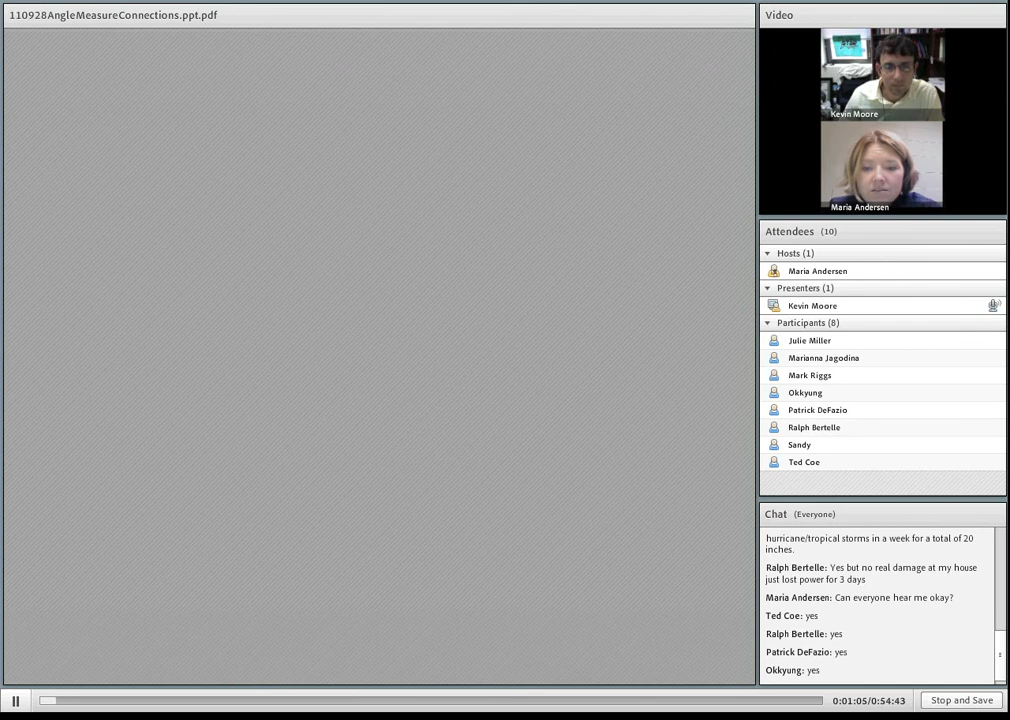 110928AngleMeasureConnections.ppt.pdf
Video
Kevin Moore
Maria Andersen
Attendees (10)
Hosts (1)
Maria Andersen
Presenters (1)
Kevin Moore
Participants (8)
Julie Miller
Marianna Jagodina
Mark Riggs
Okkyung
Patrick DeFazio
Ralph Bertelle
Sandy
Ted Coe
Chat (Everyone)
hurricane/tropical storms in a week for a total of 20
inches.
Ralph Bertelle: Yes but no real damage at my house
just lost power for 3 days
Maria Andersen: Can everyone hear me okay?
Ted Coe: yes
Ralph Bertelle: yes
Patrick DeFazio: yes
Okkyung: yes
0:01:05/0:54:43
Stop and Save